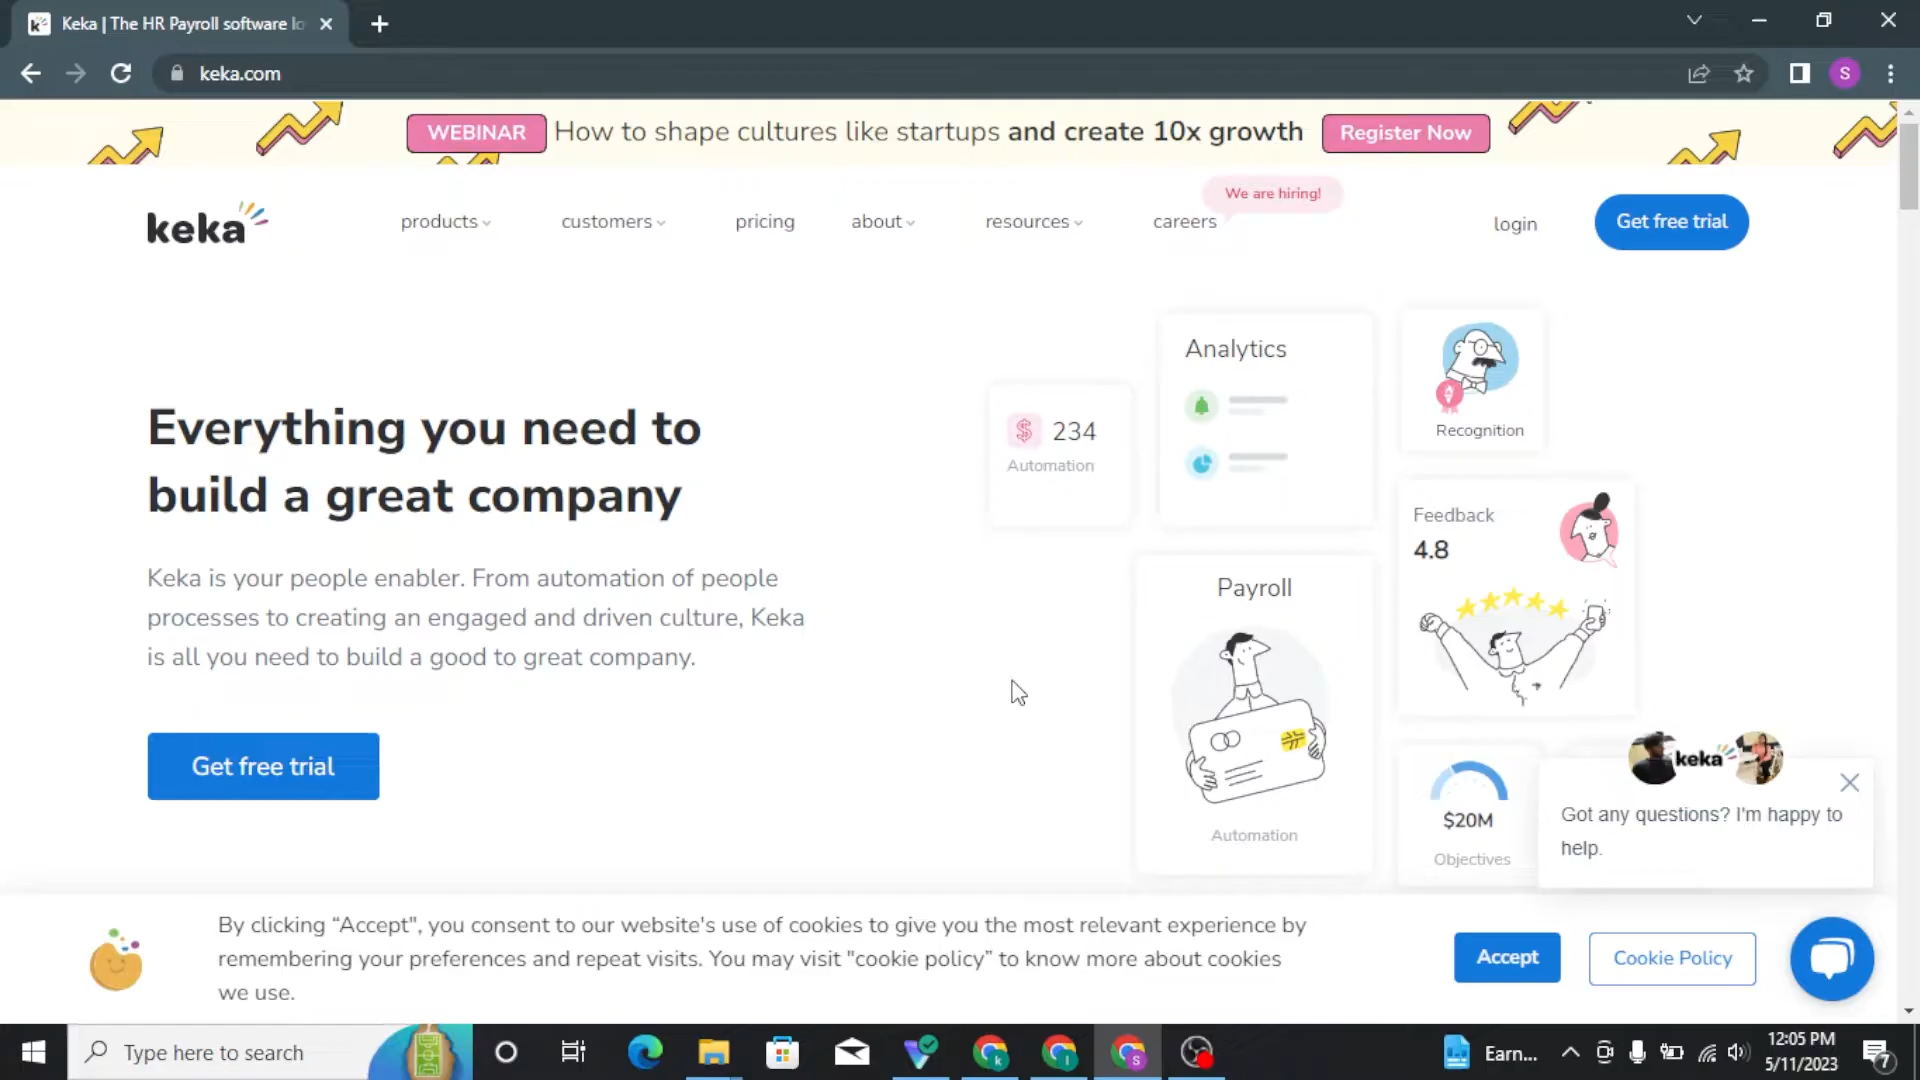 Keka | The HR Payroll software lo
keka.com
S
WEBINAR How to shape cultures like startups and create 10x growth Register Now
We are hiring!
keka products customers pricing about resources careers login Get free trial
Everything you need to
build a great company
Keka is your people enabler. From automation of people
processes to creating an engaged and driven culture, Keka
is all you need to build a good to great company.
Get free trial
$ 234
Automation
Analytics
Recognition
Feedback
4.8
Payroll
Automation
$20M
Objectives
keka
Got any questions? I'm happy to
help.
By clicking “Accept", you consent to our website's use of cookies to give you the most relevant experience by
remembering your preferences and repeat visits. You may visit "cookie policy” to know more about cookies
we use.
Accept
Cookie Policy
Type here to search
k
I
S
Earn...
12:05 PM
5/11/2023
7